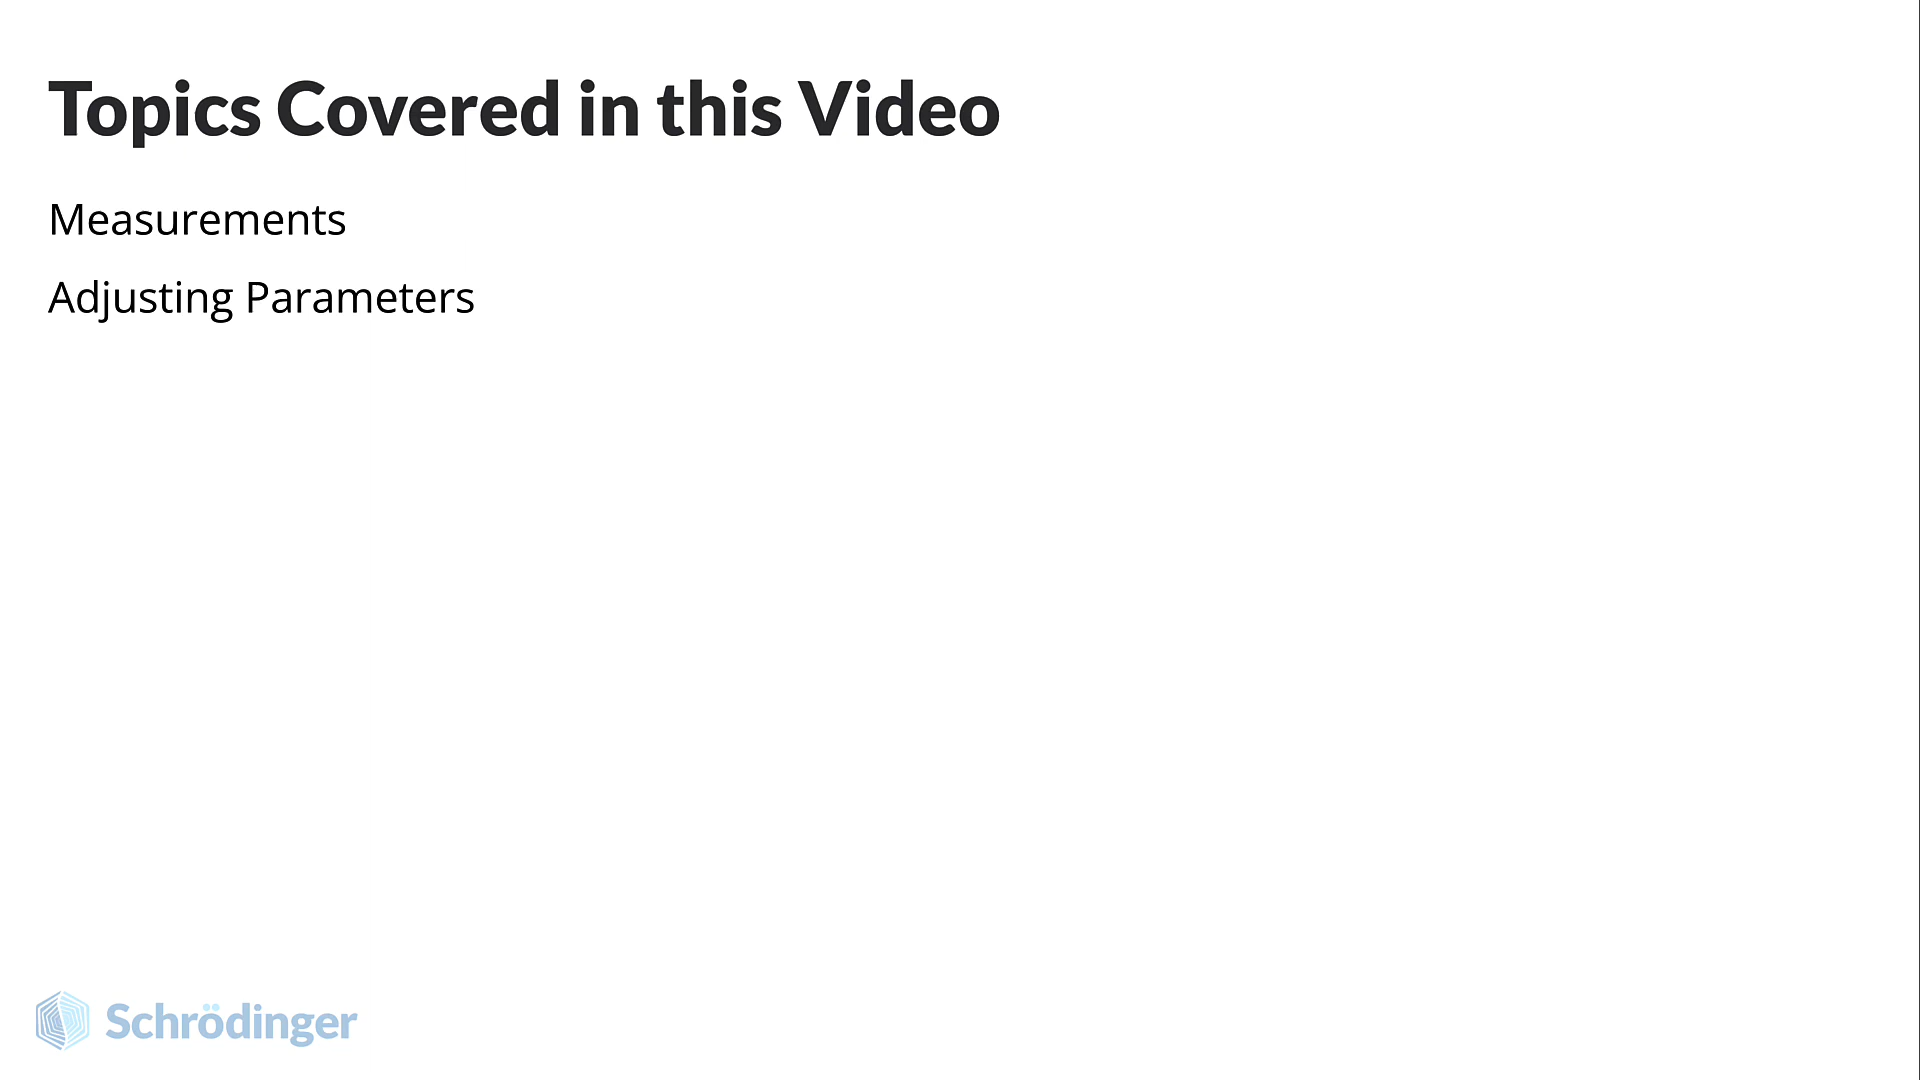 Topics Covered in this Video
Measurements
Adjusting Parameters
Schrödinger